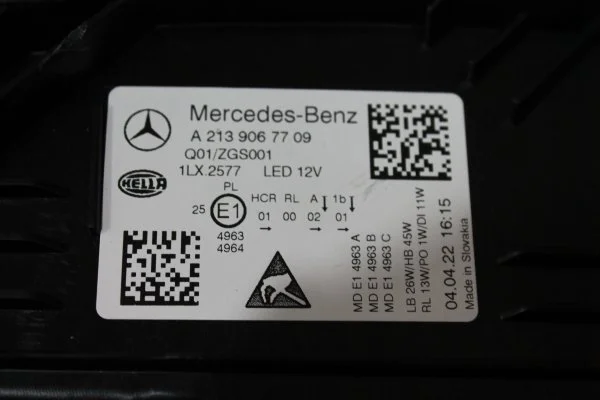 Mercedes-Benz
A 213 906 77 09
Q01/ZGS001
1LX.2577 LED 12V
HELLA
PL
HCR RL A 1b
25 E1
01 00 02 01
4963
4964
MD E1 4963 A
MD E1 4963 B
MD E1 4963 C
LB 26W/HB 45W
RL 13W/PO 1W/DI 11W
04.04.22 16:15
Made in Slovakia